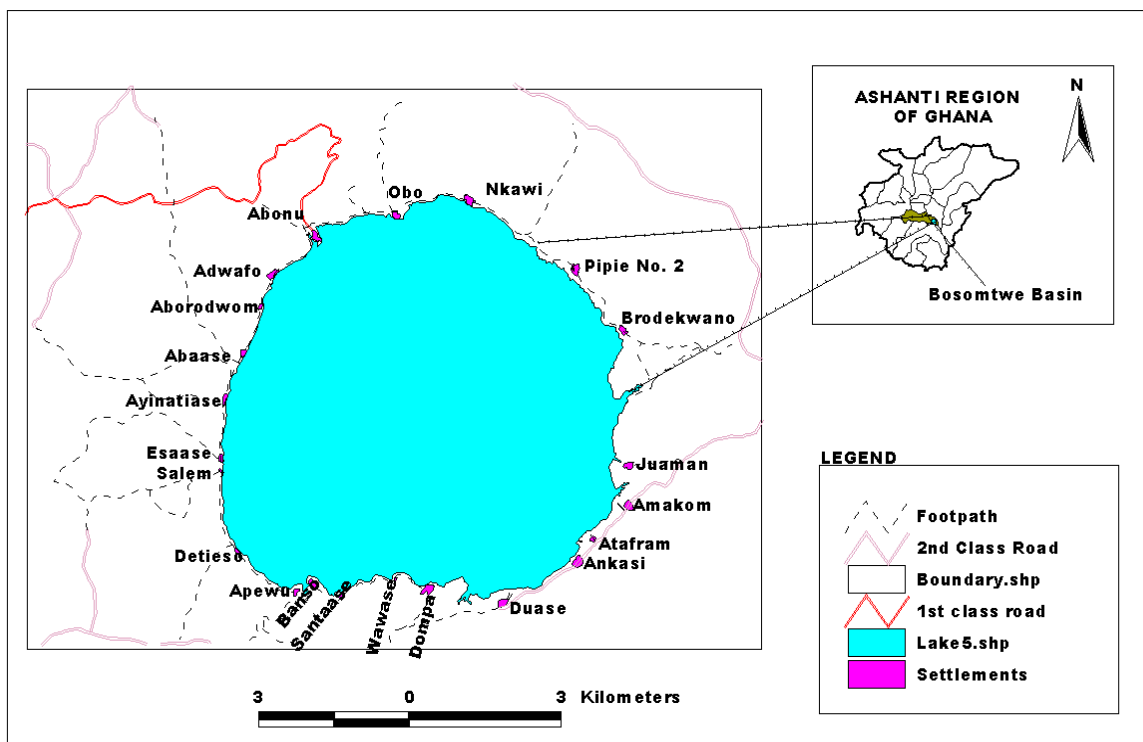 ASHANTI REGION
OF GHANA
N
Bosomtwe Basin
Obo
Nkawi
Abonu
Adwafo
Pipie No. 2
Aborodwom
Brodekwano
Abaase
Ayinatiase
Esaase
Salem
Juaman
Amakom
Detieso
Atafram
Ankasi
Apewu
Banso
Santaase
Wawase
Dompa
Duase
3 0 3 Kilometers
LEGEND
Footpath
2nd Class Road
Boundary.shp
1st class road
Lake5.shp
Settlements